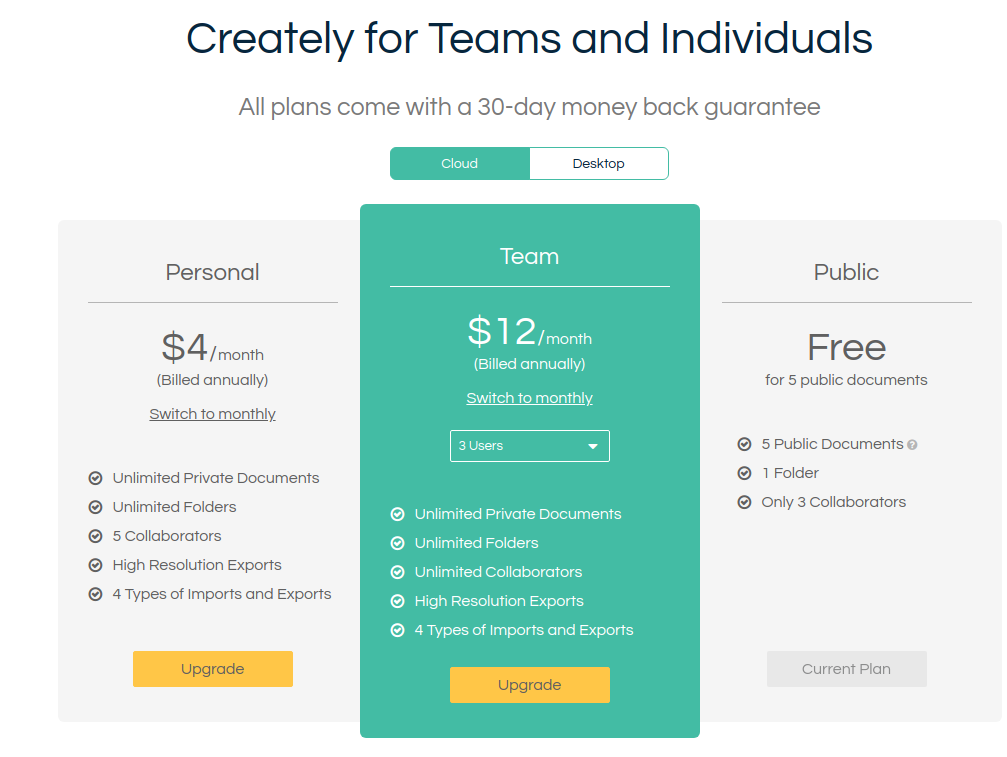 Creately for Teams and Individuals
All plans come with a 30-day money back guarantee
Cloud
Desktop
Personal
$4/month
(Billed annually)
Switch to monthly
Unlimited Private Documents
Unlimited Folders
5 Collaborators
High Resolution Exports
4 Types of Imports and Exports
Upgrade
Team
$12/month
(Billed annually)
Switch to monthly
3 Users
Unlimited Private Documents
Unlimited Folders
Unlimited Collaborators
High Resolution Exports
4 Types of Imports and Exports
Upgrade
Public
Free
for 5 public documents
5 Public Documents ?
1 Folder
Only 3 Collaborators
Current Plan